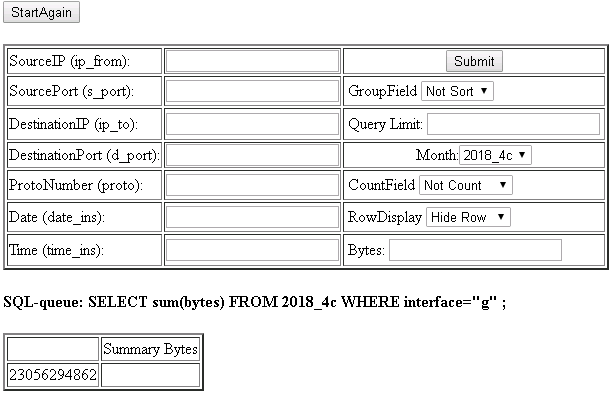 StartAgain
SourceIP (ip_from): Submit
SourcePort (s_port): GroupField Not Sort
DestinationIP (ip_to): Query Limit:
DestinationPort (d_port): Month: 2018_4c
ProtoNumber (proto): CountField Not Count
Date (date_ins): RowDisplay Hide Row
Time (time_ins): Bytes:
SQL-queue: SELECT sum(bytes) FROM 2018_4c WHERE interface="g" ;
Summary Bytes
23056294862